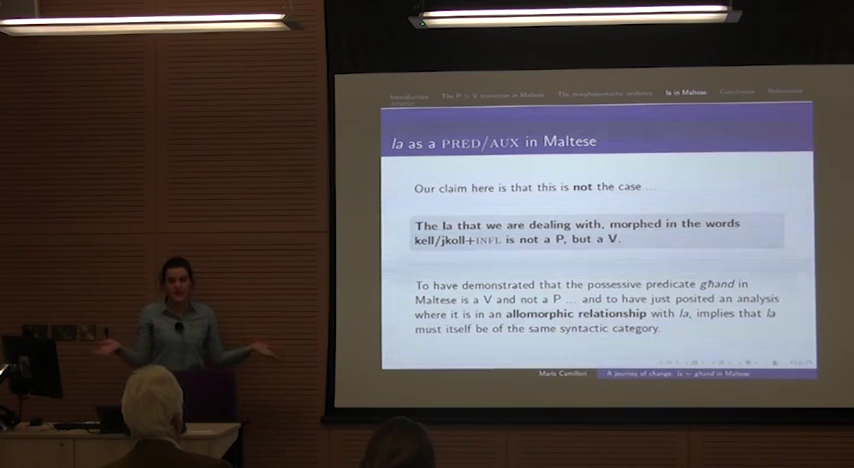 Introduction The P > V transition in Maltese The morphosyntactic evidence la in Maltese Conclusion References
la as a PRED/AUX in Maltese
Our claim here is that this is not the case ...
The la that we are dealing with, morphed in the words
kell/jkoll+INFL is not a P, but a V.
To have demonstrated that the possessive predicate għand in
Maltese is a V and not a P ... and to have just posited an analysis
where it is in an allomorphic relationship with la, implies that la
must itself be of the same syntactic category.
Maris Camilleri A journey of change: la ~ għand in Maltese